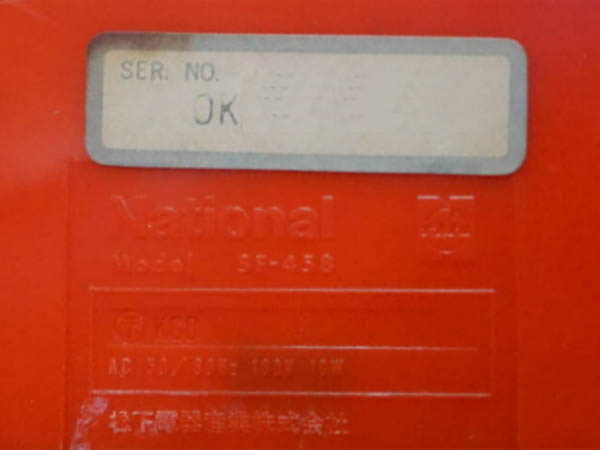 SER. NO.
OK
National
Model SF-458
AC 50/60Hz 100V 10W
松下電器産業株式会社